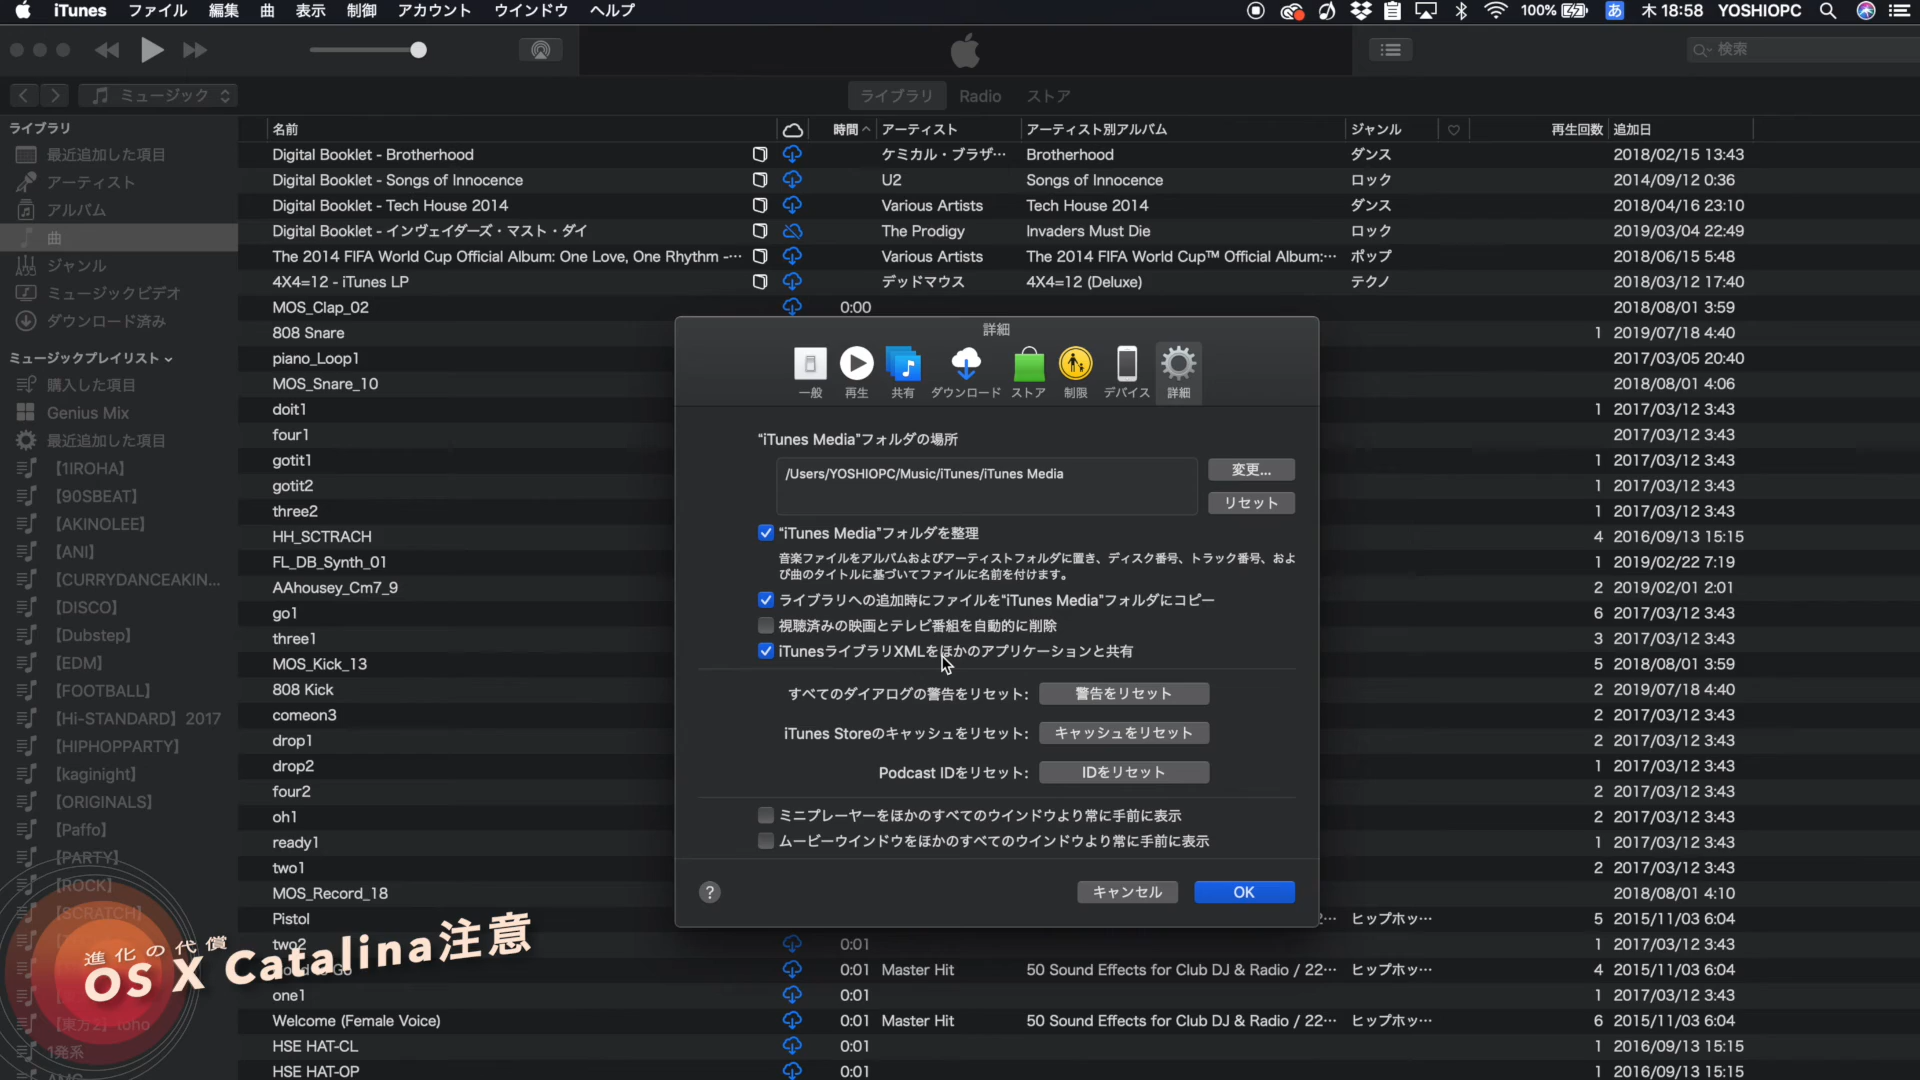 iTunes ファイル 編集 曲 表示 制御 アカウント ウインドウ ヘルプ 100% あ 木 18:58 YOSHIOPC
検索
ミュージック ライブラリ Radio ストア
ライブラリ
最近追加した項目
アーティスト
アルバム
曲
ジャンル
ミュージックビデオ
ダウンロード済み
ミュージックプレイリスト
購入した項目
Genius Mix
最近追加した項目
【1IROHA】
【90SBEAT】
【AKINOLEE】
【ANI】
【CURRYDANCEAKIN...
【DISCO】
【Dubstep】
【EDM】
【FOOTBALL】
【Hi-STANDARD】2017
【HIPHOPPARTY】
【kaginight】
【ORIGINALS】
【Paffo】
【PARTY】
【ROCK】
【SCRATCH】
【東方2】toho
1発系
名前 時間 アーティスト アーティスト別アルバム ジャンル 再生回数 追加日
Digital Booklet - Brotherhood ケミカル・ブラザ… Brotherhood ダンス 2018/02/15 13:43
Digital Booklet - Songs of Innocence U2 Songs of Innocence ロック 2014/09/12 0:36
Digital Booklet - Tech House 2014 Various Artists Tech House 2014 ダンス 2018/04/16 23:10
Digital Booklet - インヴェイダーズ・マスト・ダイ The Prodigy Invaders Must Die ロック 2019/03/04 22:49
The 2014 FIFA World Cup Official Album: One Love, One Rhythm -… Various Artists The 2014 FIFA World Cup™ Official Album:… ポップ 2018/06/15 5:48
4X4=12 - iTunes LP デッドマウス 4X4=12 (Deluxe) テクノ 2018/03/12 17:40
MOS_Clap_02 0:00 2018/08/01 3:59
808 Snare 1 2019/07/18 4:40
piano_Loop1 2017/03/05 20:40
MOS_Snare_10 2018/08/01 4:06
doit1 1 2017/03/12 3:43
four1 2017/03/12 3:43
gotit1 1 2017/03/12 3:43
gotit2 1 2017/03/12 3:43
three2 1 2017/03/12 3:43
HH_SCTRACH 4 2016/09/13 15:15
FL_DB_Synth_01 1 2019/02/22 7:19
AAhousey_Cm7_9 2 2019/02/01 2:01
go1 6 2017/03/12 3:43
three1 3 2017/03/12 3:43
MOS_Kick_13 5 2018/08/01 3:59
808 Kick 2 2019/07/18 4:40
comeon3 2 2017/03/12 3:43
drop1 2 2017/03/12 3:43
drop2 1 2017/03/12 3:43
four2 2 2017/03/12 3:43
oh1 2 2017/03/12 3:43
ready1 1 2017/03/12 3:43
two1 2 2017/03/12 3:43
MOS_Record_18 2018/08/01 4:10
Pistol ヒップホッ… 5 2015/11/03 6:04
two2 0:01 1 2017/03/12 3:43
0:01 Master Hit 50 Sound Effects for Club DJ & Radio / 22… ヒップホッ… 4 2015/11/03 6:04
one1 0:01 1 2017/03/12 3:43
Welcome (Female Voice) 0:01 Master Hit 50 Sound Effects for Club DJ & Radio / 22… ヒップホッ… 6 2015/11/03 6:04
HSE HAT-CL 0:01 1 2016/09/13 15:15
HSE HAT-OP 0:01 1 2016/09/13 15:15
詳細
一般 再生 共有 ダウンロード ストア 制限 デバイス 詳細
“iTunes Media”フォルダの場所
/Users/YOSHIOPC/Music/iTunes/iTunes Media
変更...
リセット
“iTunes Media”フォルダを整理
音楽ファイルをアルバムおよびアーティストフォルダに置き、ディスク番号、トラック番号、およ
び曲のタイトルに基づいてファイルに名前を付けます。
ライブラリへの追加時にファイルを“iTunes Media”フォルダにコピー
視聴済みの映画とテレビ番組を自動的に削除
iTunesライブラリXMLをほかのアプリケーションと共有
すべてのダイアログの警告をリセット: 警告をリセット
iTunes Storeのキャッシュをリセット: キャッシュをリセット
Podcast IDをリセット: IDをリセット
ミニプレーヤーをほかのすべてのウインドウより常に手前に表示
ムービーウインドウをほかのすべてのウインドウより常に手前に表示
? キャンセル OK
進化の代償
OS X Catalina注意